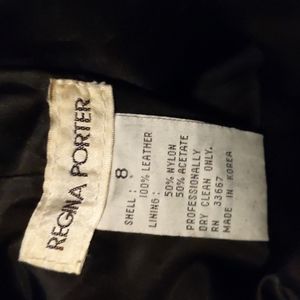 REGINA PORTER
8
SHELL:
100% LEATHER
LINING:
50% NYLON
50% ACETATE
PROFESSIONALLY
DRY CLEAN ONLY.
RN 33667
MADE IN KOREA